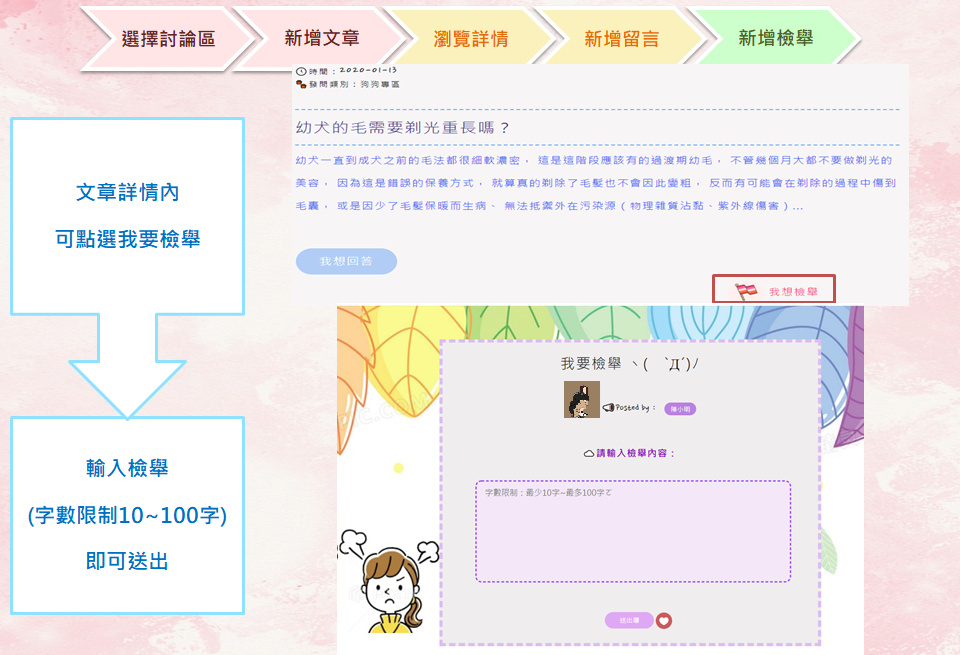 選擇討論區
新增文章
瀏覽詳情
新增留言
新增檢舉
時間：2020-01-13
發問類別：狗狗專區
幼犬的毛需要剃光重長嗎？
幼犬一直到成犬之前的毛法都很細軟濃密，這是這階段應該有的過渡期幼毛，不管幾個月大都不要做剃光的
美容，因為這是錯誤的保養方式，就算真的剃除了毛髮也不會因此變粗，反而有可能會在剃除的過程中傷到
毛囊，或是因少了毛髮保暖而生病、無法抵禦外在污染源（物理雜質沾黏、紫外線傷害）...
我想回答
我想檢舉
文章詳情內
可點選我要檢舉
輸入檢舉
(字數限制10~100字)
即可送出
我要檢舉 ヽ(　`Д´)ﾉ
Posted by：
陳小明
請輸入檢舉內容：
字數限制：最少10字~最多100字ㄛ
送出囉